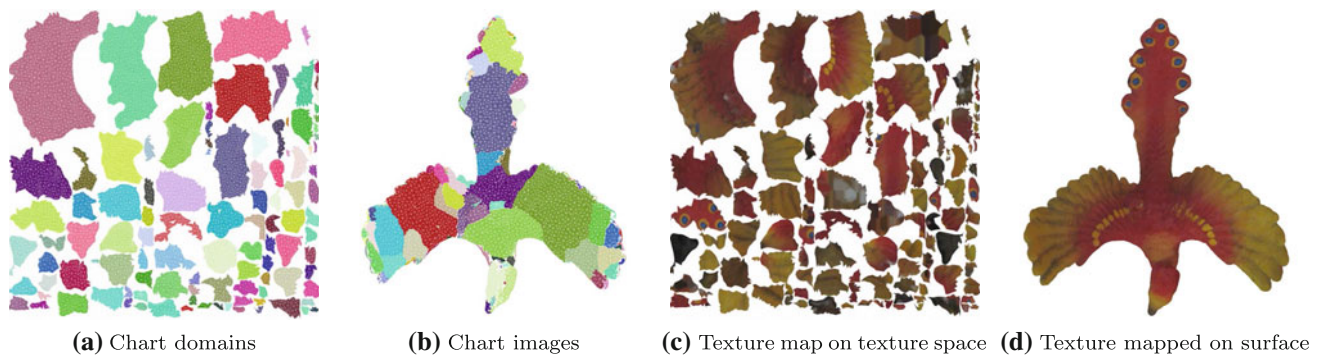 (a) Chart domains
(b) Chart images
(c) Texture map on texture space
(d) Texture mapped on surface